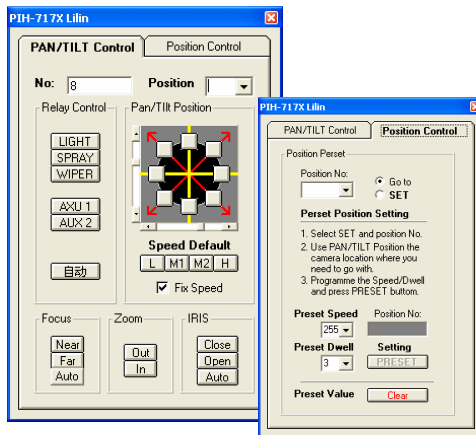 PIH-717X Lilin
PAN/TILT Control
Position Control
No: 8
Position
Relay Control
LIGHT
SPRAY
WIPER
AXU 1
AUX 2
自动
Pan/TIlt Position
Speed Default
L M1 M2 H
Fix Speed
Focus
Near
Far
Auto
Zoom
Out
In
IRIS
Close
Open
Auto
PIH-717X Lilin
PAN/TILT Control
Position Control
Position Perset
Position No:
Go to
SET
Perset Position Setting
1. Select SET and position No.
2. Use PAN/TILT Position the
camera location where you
need to go with.
3. Programme the Speed/Dwell
and press PRESET buttom.
Preset Speed
Position No:
255
Preset Dwell
Setting
3
PRESET
Preset Value
Clear